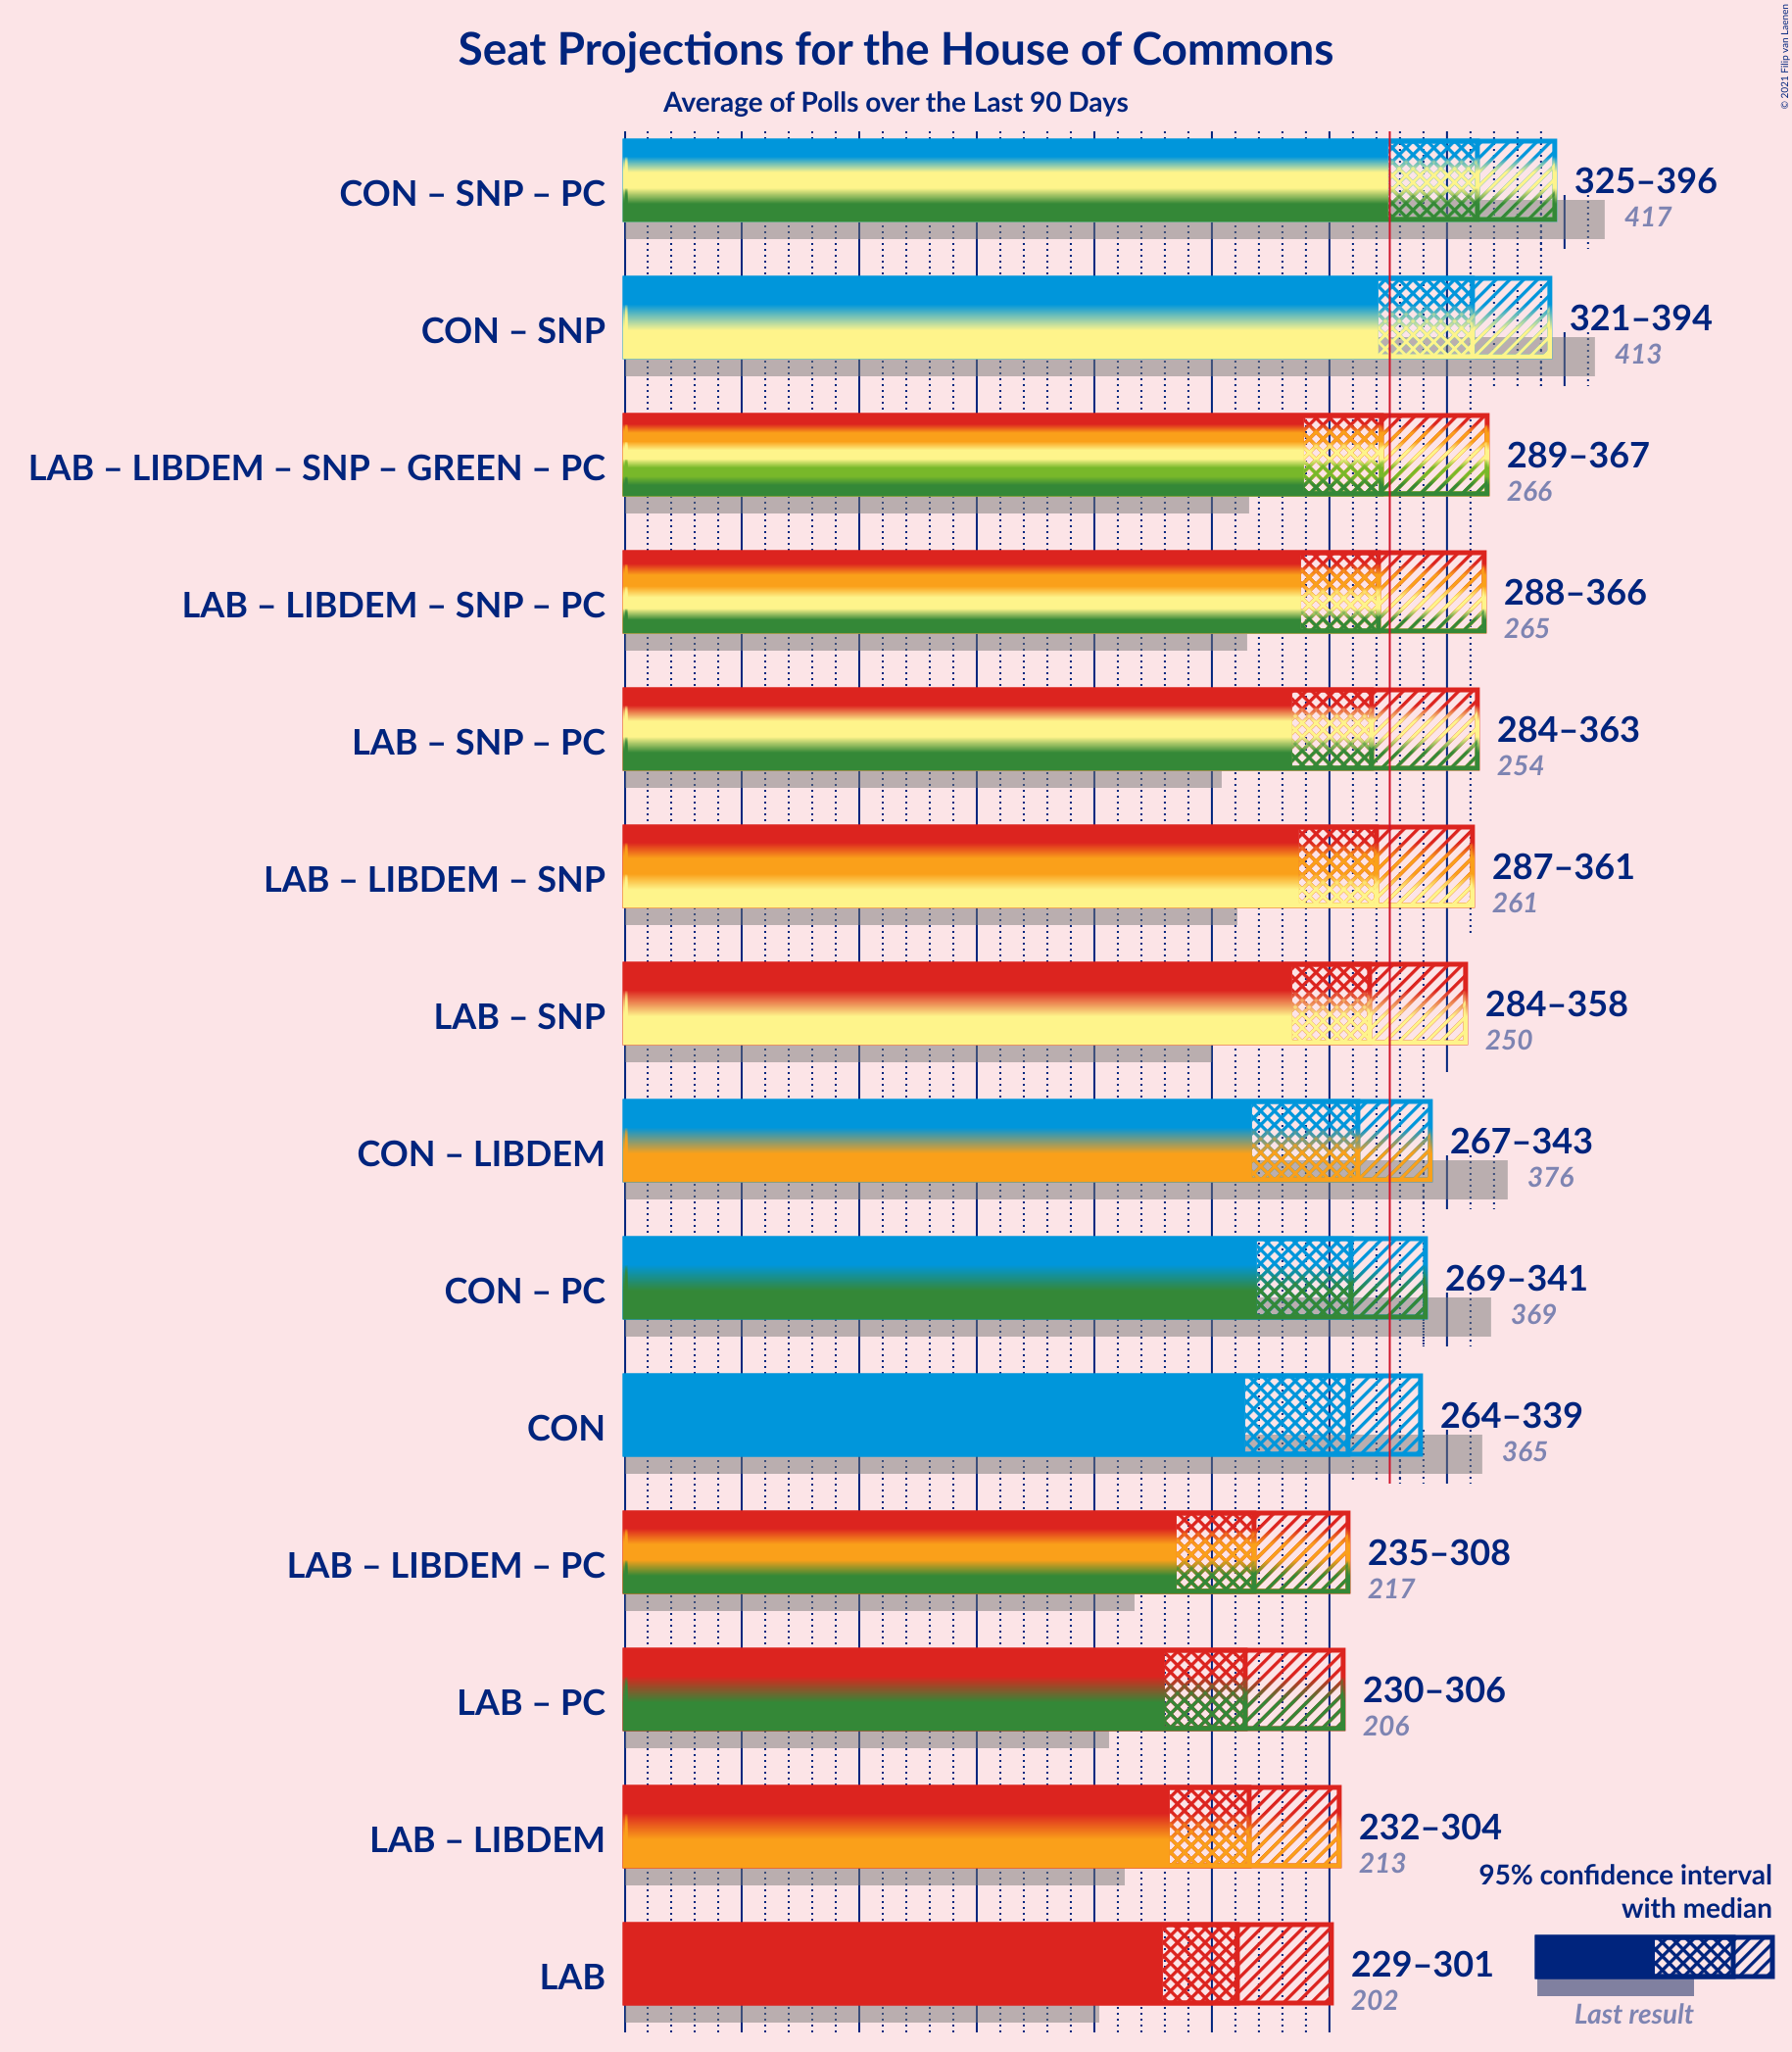 Seat Projections for the House of Commons
Average of Polls over the Last 90 Days
© 2021 Filip van Laenen
CON – SNP – PC
325–396
417
CON – SNP
321–394
413
LAB – LIBDEM – SNP – GREEN – PC
289–367
266
LAB – LIBDEM – SNP – PC
288–366
265
LAB – SNP – PC
284–363
254
LAB – LIBDEM – SNP
287–361
261
LAB – SNP
284–358
250
CON – LIBDEM
267–343
376
CON – PC
269–341
369
CON
264–339
365
LAB – LIBDEM – PC
235–308
217
LAB – PC
230–306
206
LAB – LIBDEM
232–304
213
LAB
229–301
202
95% confidence interval
with median
Last result